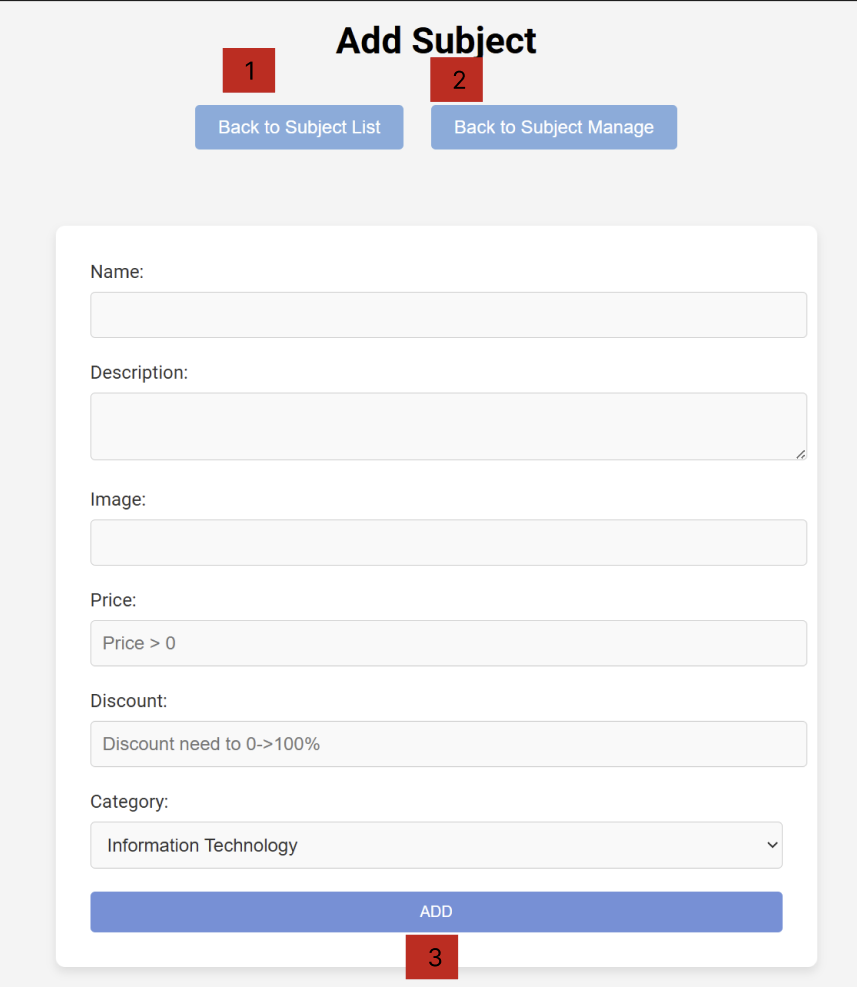 Add Subject
1
2
Back to Subject List
Back to Subject Manage
Name:
Description:
Image:
Price:
Price > 0
Discount:
Discount need to 0->100%
Category:
Information Technology
ADD
3